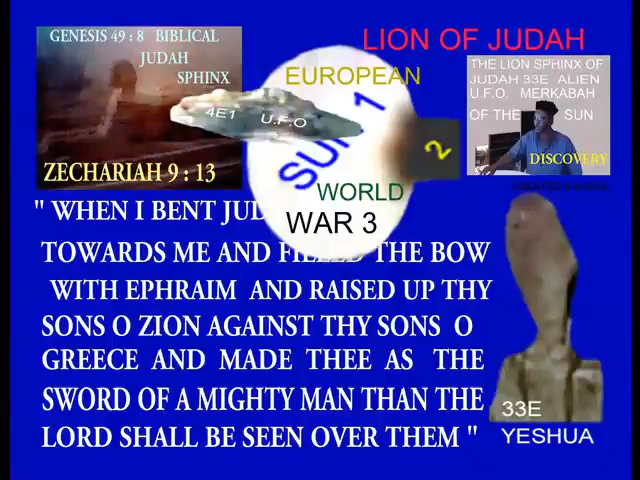 GENESIS 49 : 8 BIBLICAL
JUDAH
SPHINX
ZECHARIAH 9 : 13
LION OF JUDAH
EUROPEAN
4E1 U.F.O
SUN 1
2
WORLD
WAR 3
THE LION SPHINX OF
JUDAH 33E ALIEN
U.F.O. MERKABAH
OF THE SUN
DISCOVERY
" WHEN I BENT JUD
TOWARDS ME AND THE BOW
WITH EPHRAIM AND RAISED UP THY
SONS O ZION AGAINST THY SONS O
GREECE AND MADE THEE AS THE
SWORD OF A MIGHTY MAN THAN THE
LORD SHALL BE SEEN OVER THEM "
33E
YESHUA